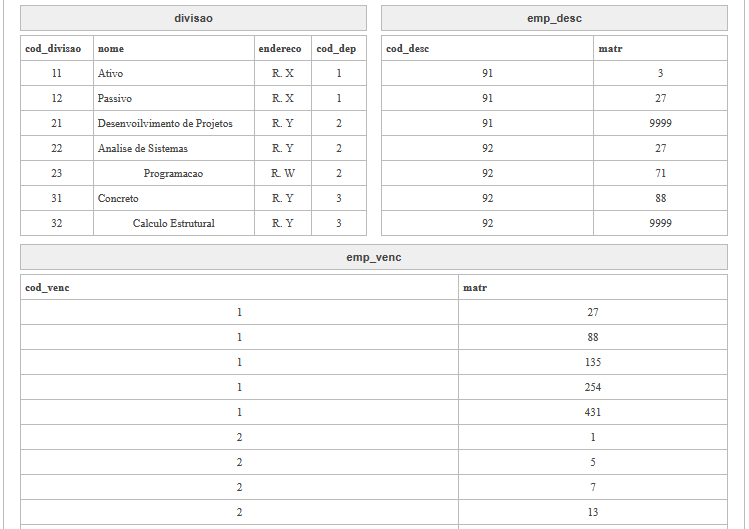 divisao
cod_divisao nome endereco cod_dep
11 Ativo R. X 1
12 Passivo R. X 1
21 Desenvoilvimento de Projetos R. Y 2
22 Analise de Sistemas R. Y 2
23 Programacao R. W 2
31 Concreto R. Y 3
32 Calculo Estrutural R. Y 3
emp_desc
cod_desc matr
91 3
91 27
91 9999
92 27
92 71
92 88
92 9999
emp_venc
cod_venc matr
1 27
1 88
1 135
1 254
1 431
2 1
2 5
2 7
2 13